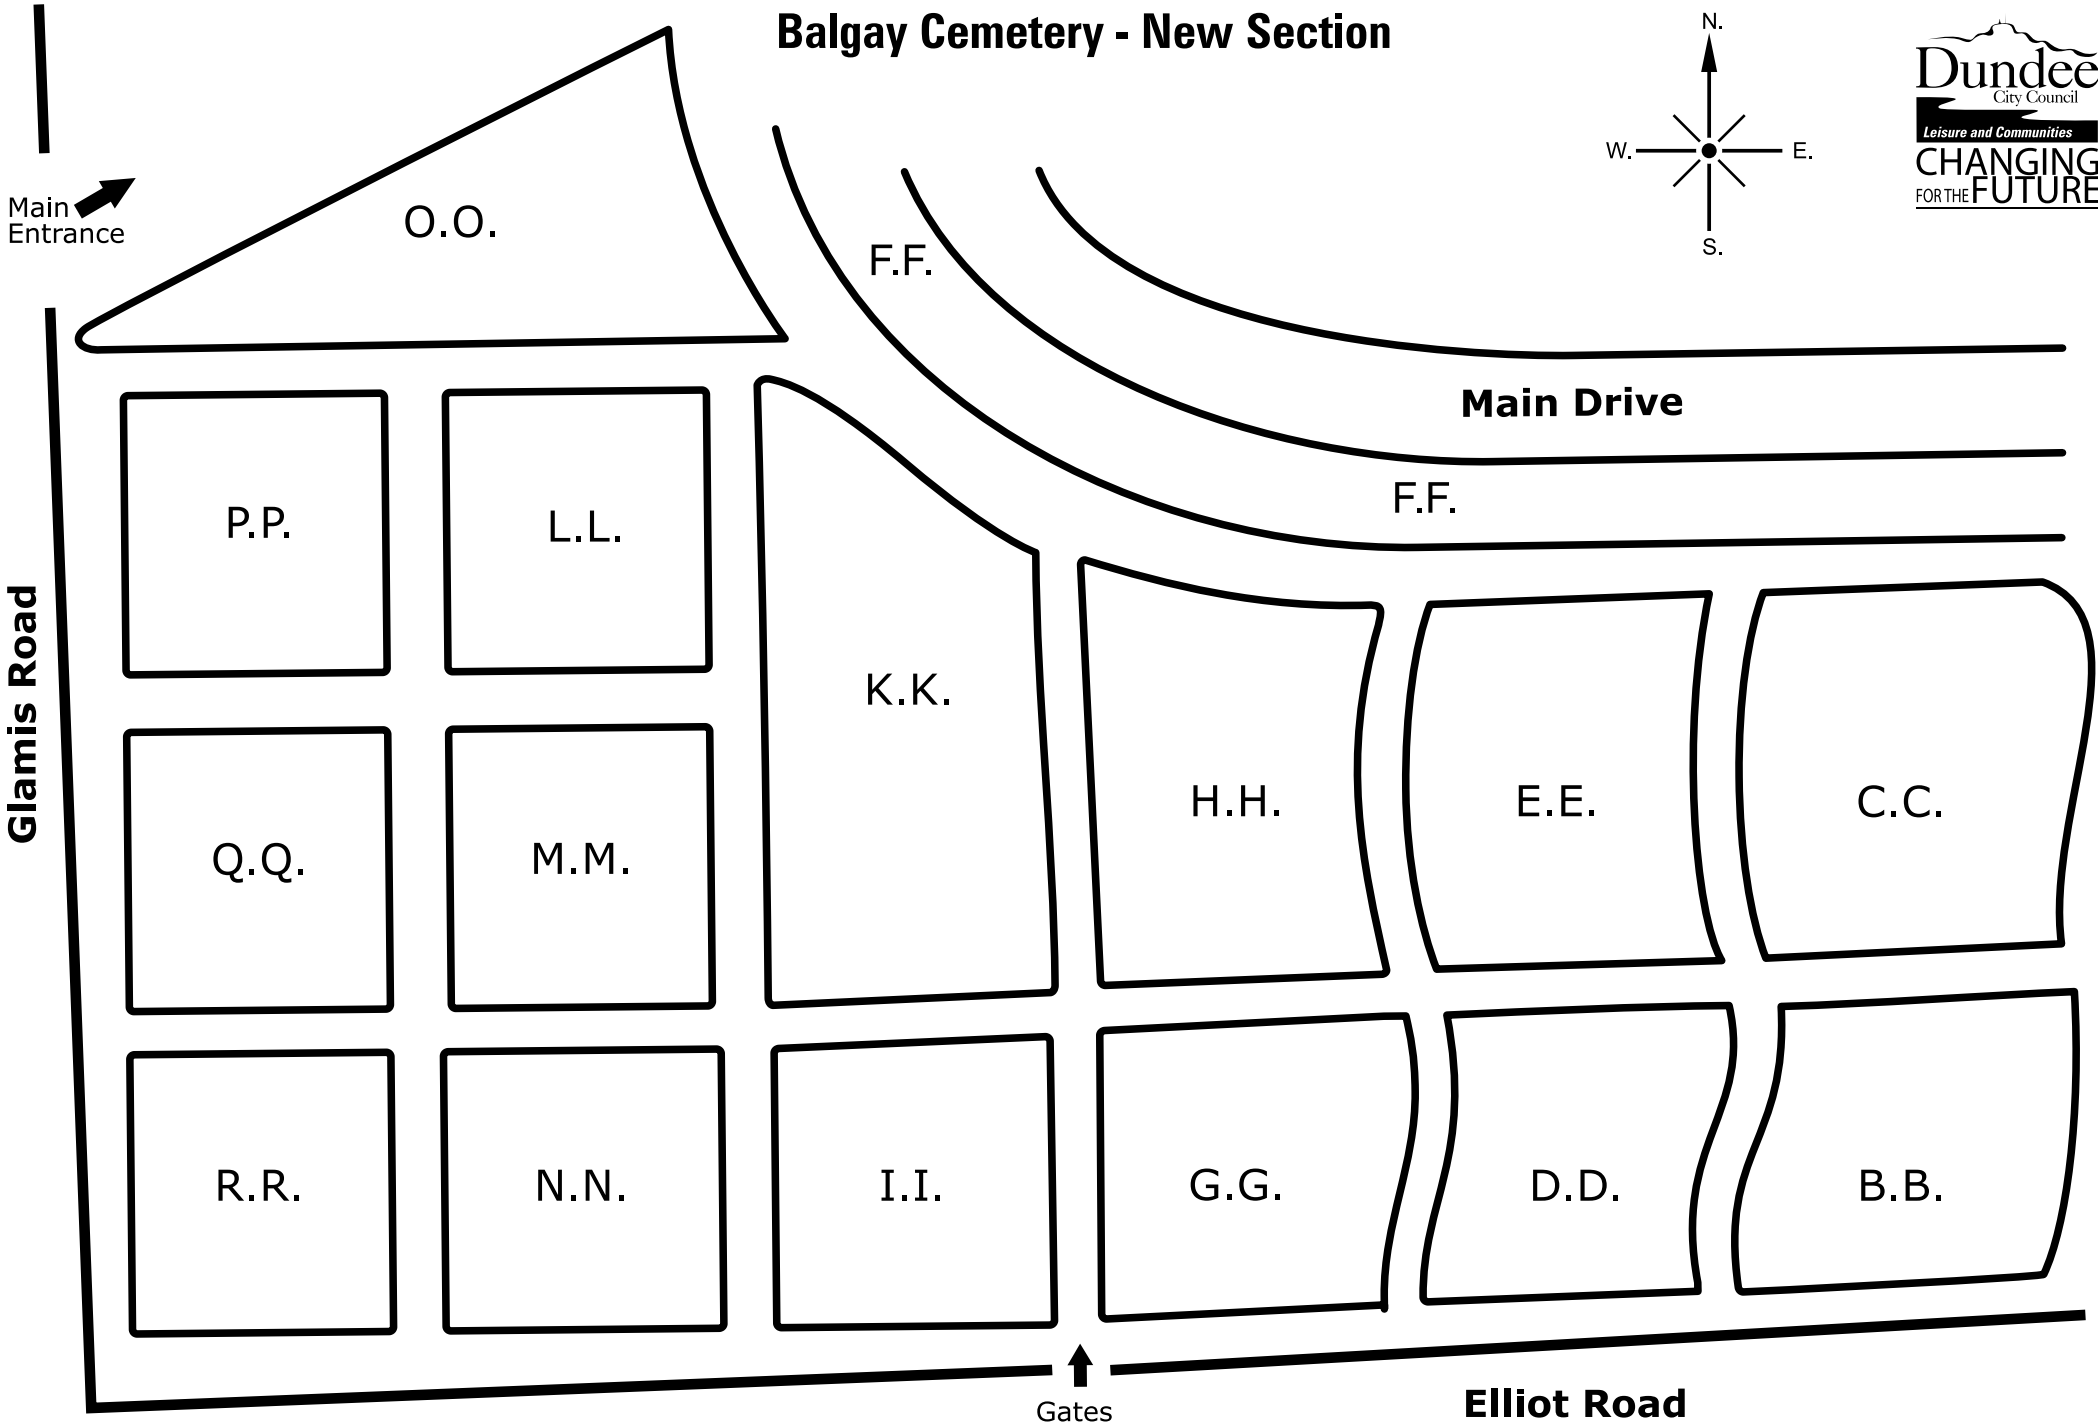 Balgay Cemetery - New Section
N.
W.
E.
S.
Dundee
City Council
Leisure and Communities
CHANGING
FOR THE FUTURE
Main
Entrance
O.O.
F.F.
Main Drive
F.F.
P.P.
L.L.
K.K.
Glamis Road
H.H.
E.E.
C.C.
Q.Q.
M.M.
R.R.
N.N.
I.I.
G.G.
D.D.
B.B.
Gates
Elliot Road